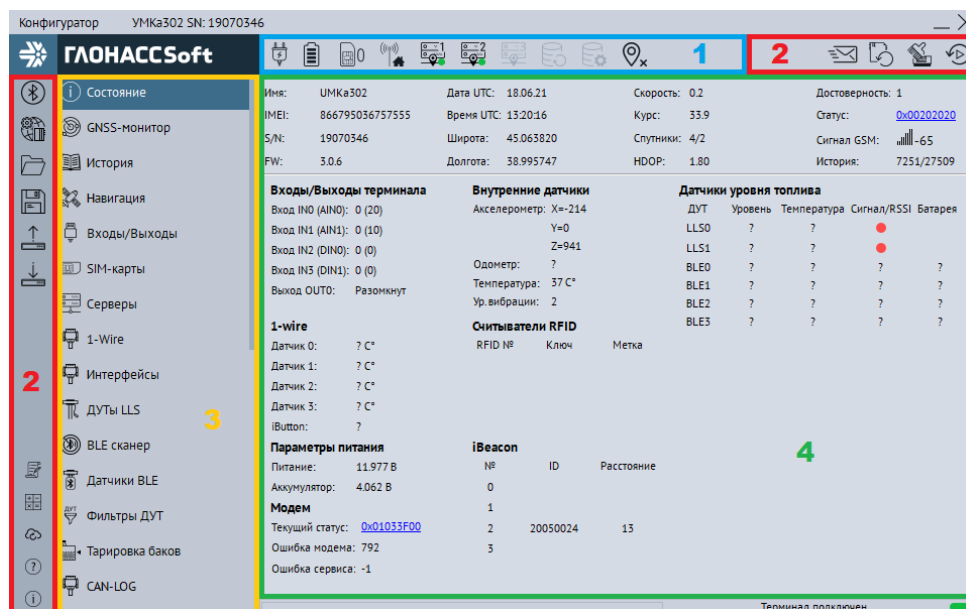 Конфигуратор УМКа302 SN: 19070346
ГЛОНАССSoft
0
1
2
1
2
Состояние
GNSS-монитор
История
Навигация
Входы/Выходы
SIM-карты
Серверы
1-Wire
Интерфейсы
ДУТы LLS
BLE сканер
Датчики BLE
Фильтры ДУТ
Тарировка баков
CAN-LOG
2
3
Имя: УМКа302 Дата UTC: 18.06.21 Скорость: 0.2 Достоверность: 1
IMEI: 866795036757555 Время UTC: 13:20:16 Курс: 33.9 Статус: 0x00202020
S/N: 19070346 Широта: 45.063820 Спутники: 4/2 Сигнал GSM: -65
FW: 3.0.6 Долгота: 38.995747 HDOP: 1.80 История: 7251/27509
Входы/Выходы терминала
Вход IN0 (AIN0): 0 (20)
Вход IN1 (AIN1): 0 (10)
Вход IN2 (DIN0): 0 (0)
Вход IN3 (DIN1): 0 (0)
Выход OUT0: Разомкнут
Внутренние датчики
Акселерометр: X=-214
Y=0
Z=941
Одометр: ?
Температура: 37 C°
Ур.вибрации: 2
Датчики уровня топлива
ДУТ Уровень Температура Сигнал/RSSI Батарея
LLS0 ? ?
LLS1 ? ?
BLE0 ? ? ? ?
BLE1 ? ? ? ?
BLE2 ? ? ? ?
BLE3 ? ? ? ?
1-wire
Датчик 0: ? C°
Датчик 1: ? C°
Датчик 2: ? C°
Датчик 3: ? C°
iButton: ?
Считыватели RFID
RFID № Ключ Метка
Параметры питания
Питание: 11.977 В
Аккумулятор: 4.062 В
Модем
Текущий статус: 0x01033F00
Ошибка модема: 792
Ошибка сервиса: -1
iBeacon
№ ID Расстояние
0
1
2 20050024 13
3
4
Терминал подключен